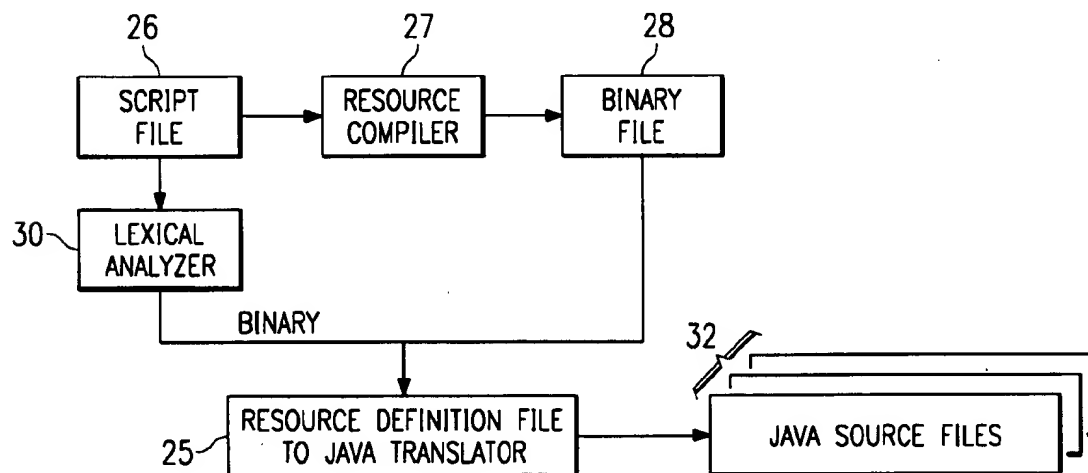 26
27
28
SCRIPT
FILE
RESOURCE
COMPILER
BINARY
FILE
30
LEXICAL
ANALYZER
BINARY
32
25
RESOURCE DEFINITION FILE
TO JAVA TRANSLATOR
JAVA SOURCE FILES